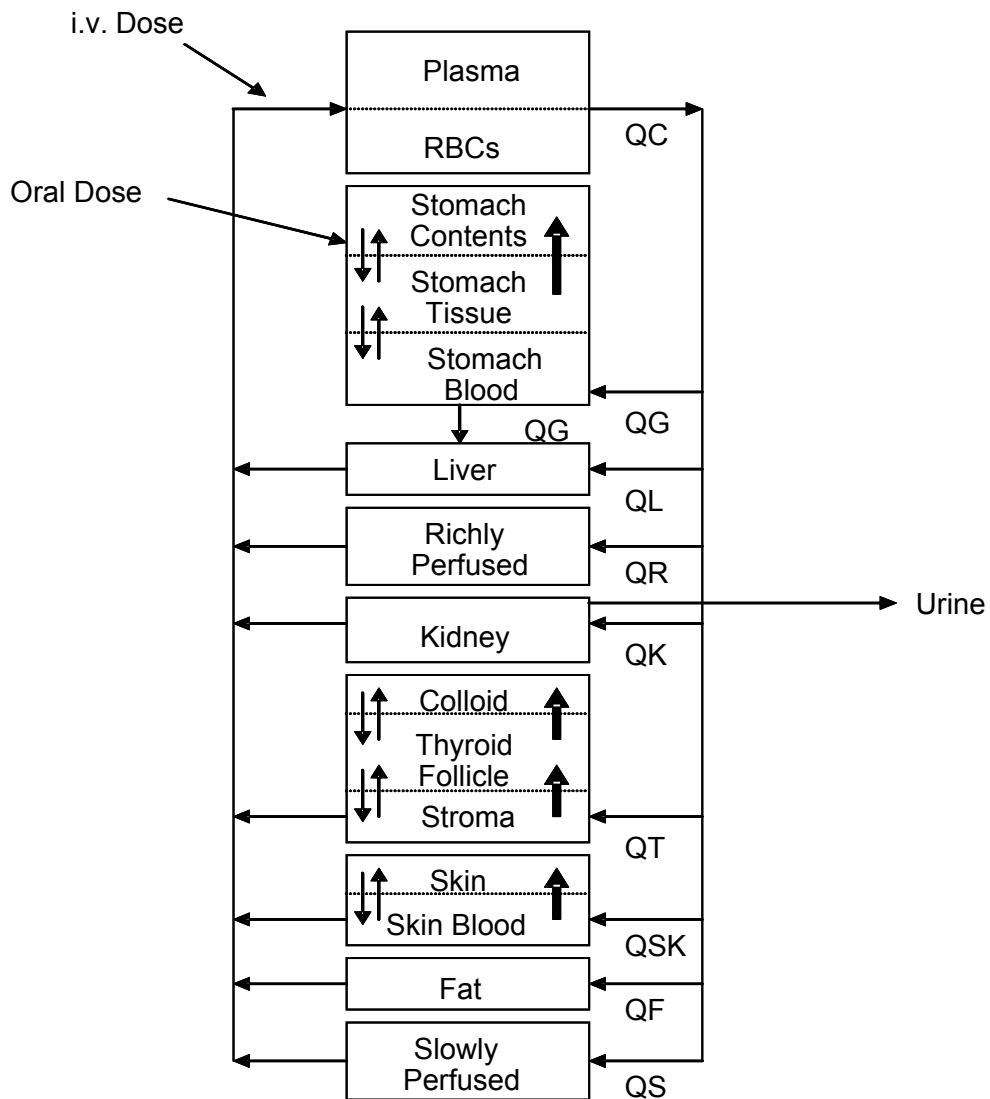 i.v. Dose
Plasma
RBCs
QC
Oral Dose
Stomach
Contents
Stomach
Tissue
Stomach
Blood
QG
QG
Liver
QL
Richly
Perfused
QR
Urine
Kidney
QK
Colloid
Thyroid
Follicle
Stroma
QT
Skin
Skin Blood
QSK
Fat
QF
Slowly
Perfused
QS